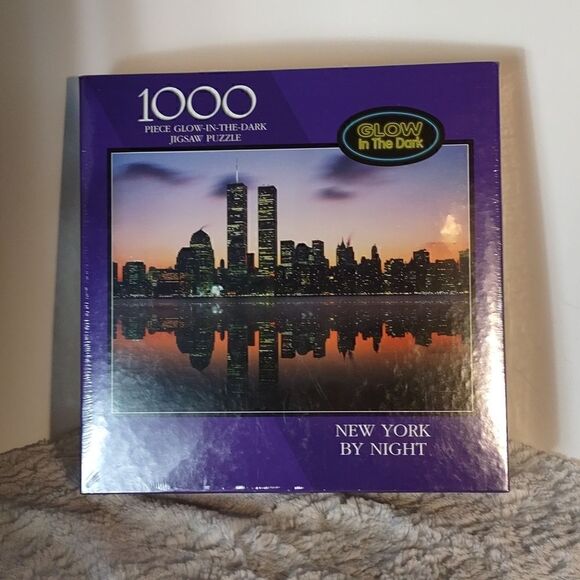 1000
PIECE GLOW-IN-THE-DARK
JIGSAW PUZZLE
GLOW
In The Dark
NEW YORK
BY NIGHT